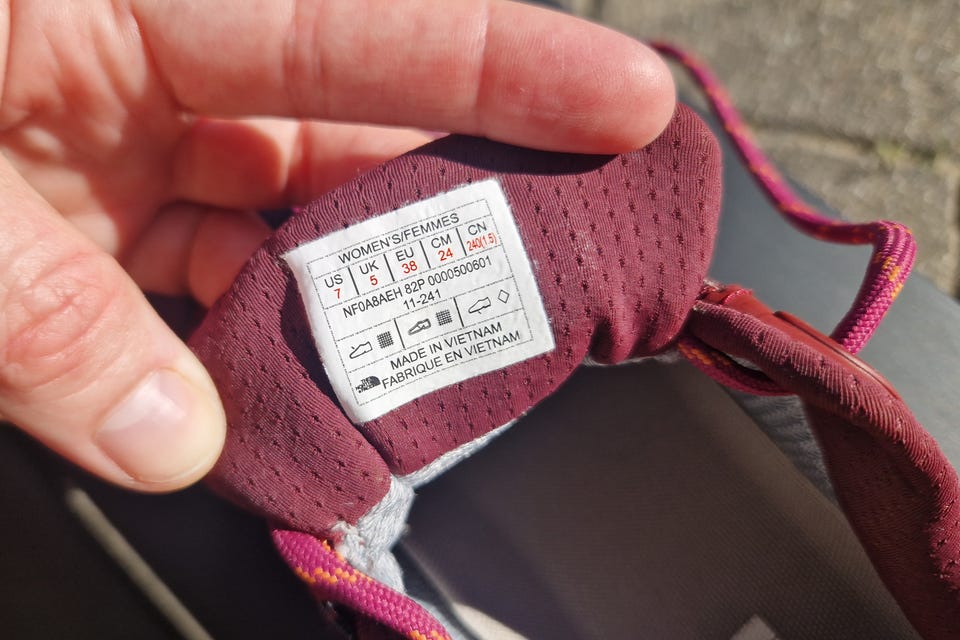 WOMEN'S/FEMMES
US UK EU CM CN
7 5 38 24 240(1.5)
NF0A8AEH 82P 0000500601
11-241
MADE IN VIETNAM
FABRIQUE EN VIETNAM